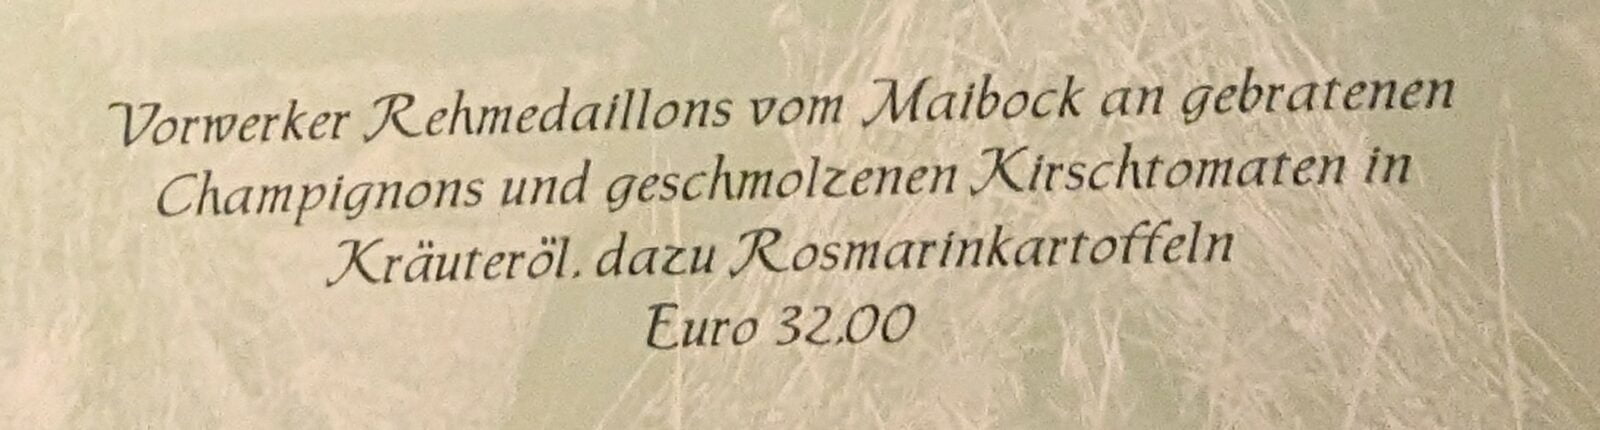 Vorwerker Rehmedaillons vom Maibock an gebratenen
Champignons und geschmolzenen Kirschtomaten in
Kräuteröl, dazu Rosmarinkartoffeln
Euro 32,00